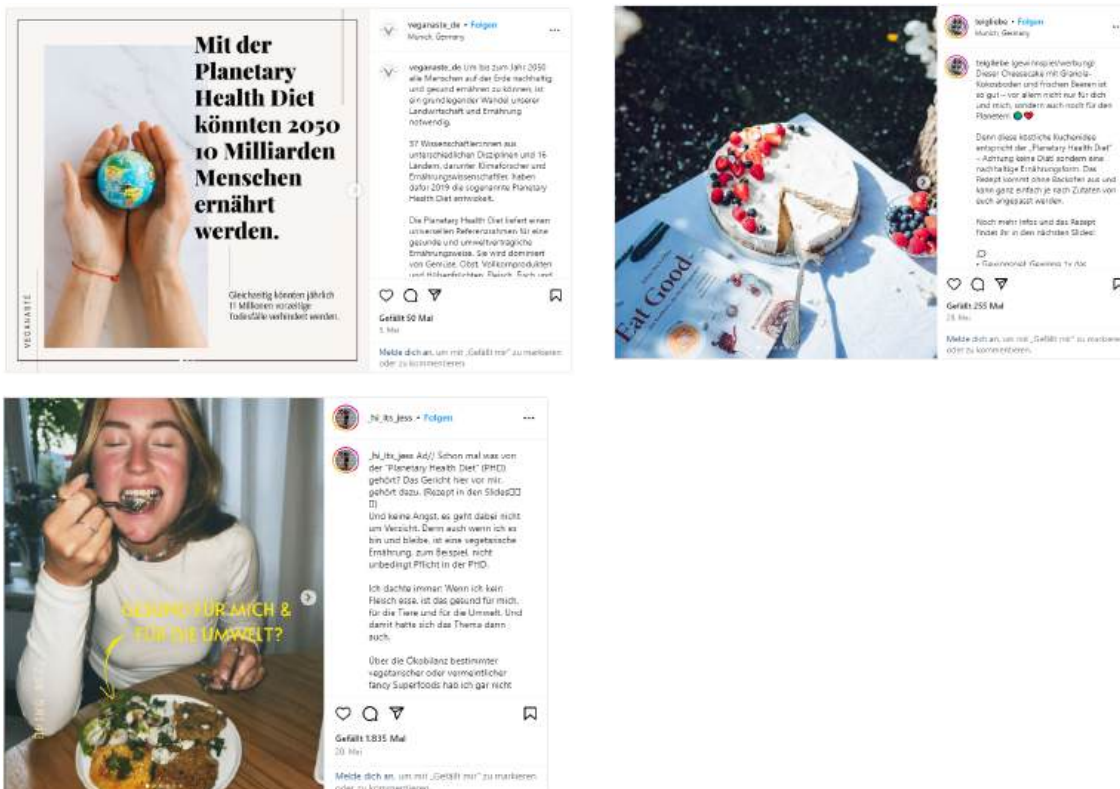 Mit der
Planetary
Health Diet
könnten 2050
10 Milliarden
Menschen
ernährt
werden.
Gleichzeitig könnten jährlich
11 Millionen vorzeitige
Todesfälle verhindert werden.
VEGANASTE
veganaste_de • Folgen
Munich, Germany
veganaste_de Um bis zum Jahr 2050
alle Menschen auf der Erde nachhaltig
und gesund ernähren zu können, ist
ein grundlegender Wandel unserer
Landwirtschaft und Ernährung
notwendig.
37 Wissenschaftler:innen aus
unterschiedlichen Disziplinen und 16
Ländern, darunter Klimaforscher und
Ernährungswissenschaftler, haben
dafür 2019 die sogenannte Planetary
Health Diet entwickelt.
Die Planetary Health Diet liefert einen
universellen Referenzrahmen für eine
gesunde und umweltverträgliche
Ernährungsweise. Sie wird dominiert
von Gemüse, Obst, Vollkornprodukten
und Hülsenfrüchten. Fleisch, Fisch und
Gefällt 50 Mal
Melde dich an, um mit „Gefällt mir“ zu markieren
oder zu kommentieren.
Eat Good
teigliebe • Folgen
Munich, Germany
teigliebe (gewinnspiel/werbung)
Dieser Cheesecake mit Granola-
Kokosboden und frischen Beeren ist
so gut – vor allem nicht nur für dich
und mich, sondern auch noch für den
Planeten!
Denn diese köstliche Kuchenidee
entspricht der „Planetary Health Diet“
– Achtung keine Diät sondern eine
nachhaltige Ernährungsform. Das
Rezept kommt ohne Backofen aus und
kann ganz einfach je nach Zutaten von
euch angepasst werden.
Noch mehr Infos und das Rezept
findet ihr in den nächsten Slides!
Gefällt 255 Mal
Melde dich an, um mit „Gefällt mir“ zu markieren
oder zu kommentieren.
GESUND FÜR MICH &
FÜR DIE UMWELT?
_hi_its_jess • Folgen
_hi_its_jess Ad// Schon mal was von
der "Planetary Health Diet" (PHD)
gehört? Das Gericht hier vor mir,
gehört dazu. (Rezept in den Slides
)
Und keine Angst, es geht dabei nicht
um Verzicht. Denn auch wenn ich es
bin und bleibe, ist eine vegetarische
Ernährung, zum Beispiel, nicht
unbedingt Pflicht in der PHD.
Ich dachte immer: Wenn ich kein
Fleisch esse, ist das gesund für mich,
für die Tiere und für die Umwelt. Und
damit hatte sich das Thema dann
auch.
Über die Ökobilanz bestimmter
vegetarischer oder vermeintlicher
fancy Superfoods hab ich gar nicht
Gefällt 1.835 Mal
20. Mai
Melde dich an, um mit „Gefällt mir“ zu markieren
oder zu kommentieren.